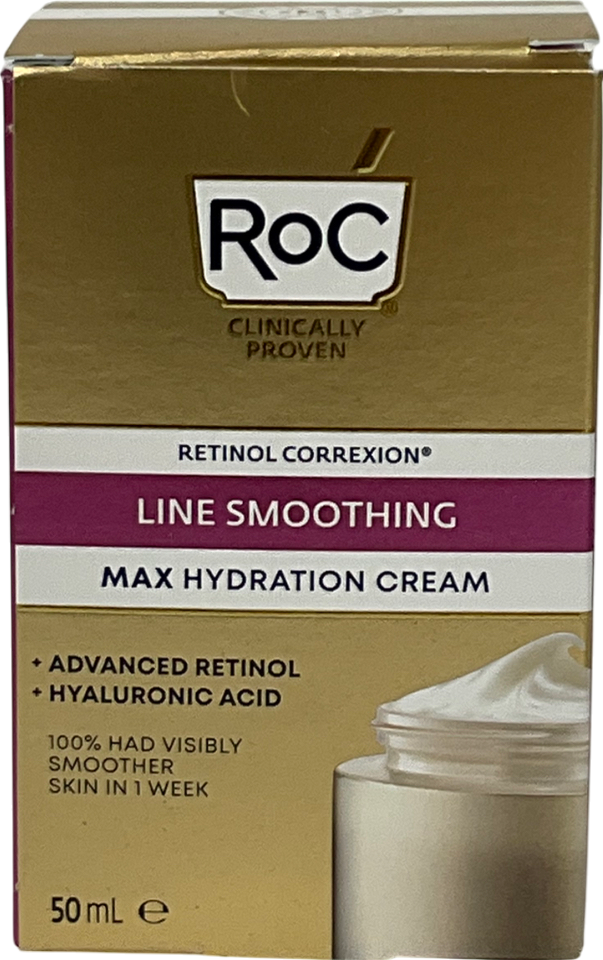 RoC
®
CLINICALLY
PROVEN
RETINOL CORREXION®
LINE SMOOTHING
MAX HYDRATION CREAM
+ ADVANCED RETINOL
+ HYALURONIC ACID
100% HAD VISIBLY
SMOOTHER
SKIN IN 1 WEEK
50 mL ℮